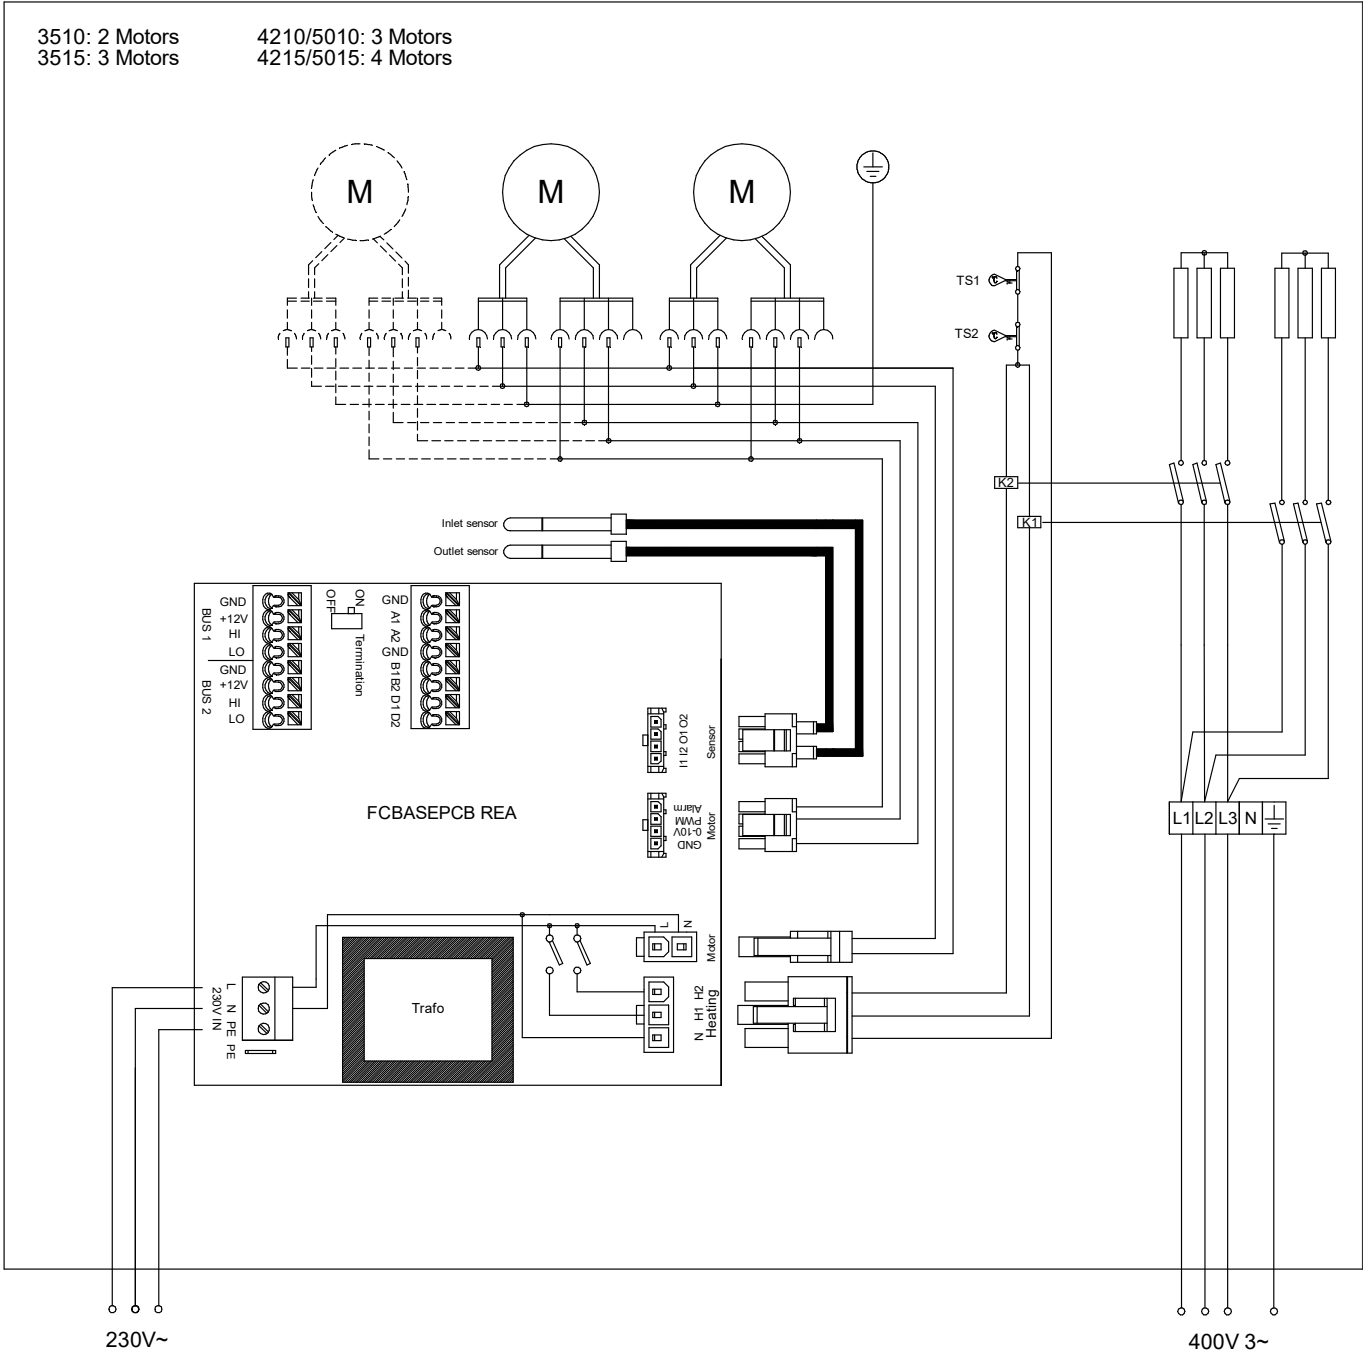 3510: 2 Motors
4210/5010: 3 Motors
3515: 3 Motors
4215/5015: 4 Motors
M
M
M
TS1
TS2
K2
K1
Inlet sensor
Outlet sensor
BUS 1
GND
+12V
HI
LO
BUS 2
GND
+12V
HI
LO
ON
OFF
Termination
GND
A1
A2
GND
B1
B2
D1
D2
I1 I2 O1 O2
Sensor
FCBASEPCB REA
Alarm
PWM
0-10V
GND
Motor
L1
L2
L3
N
L
N
Motor
L
N
PE
230V IN
PE
Trafo
N
H1
H2
Heating
230V~
400V 3~